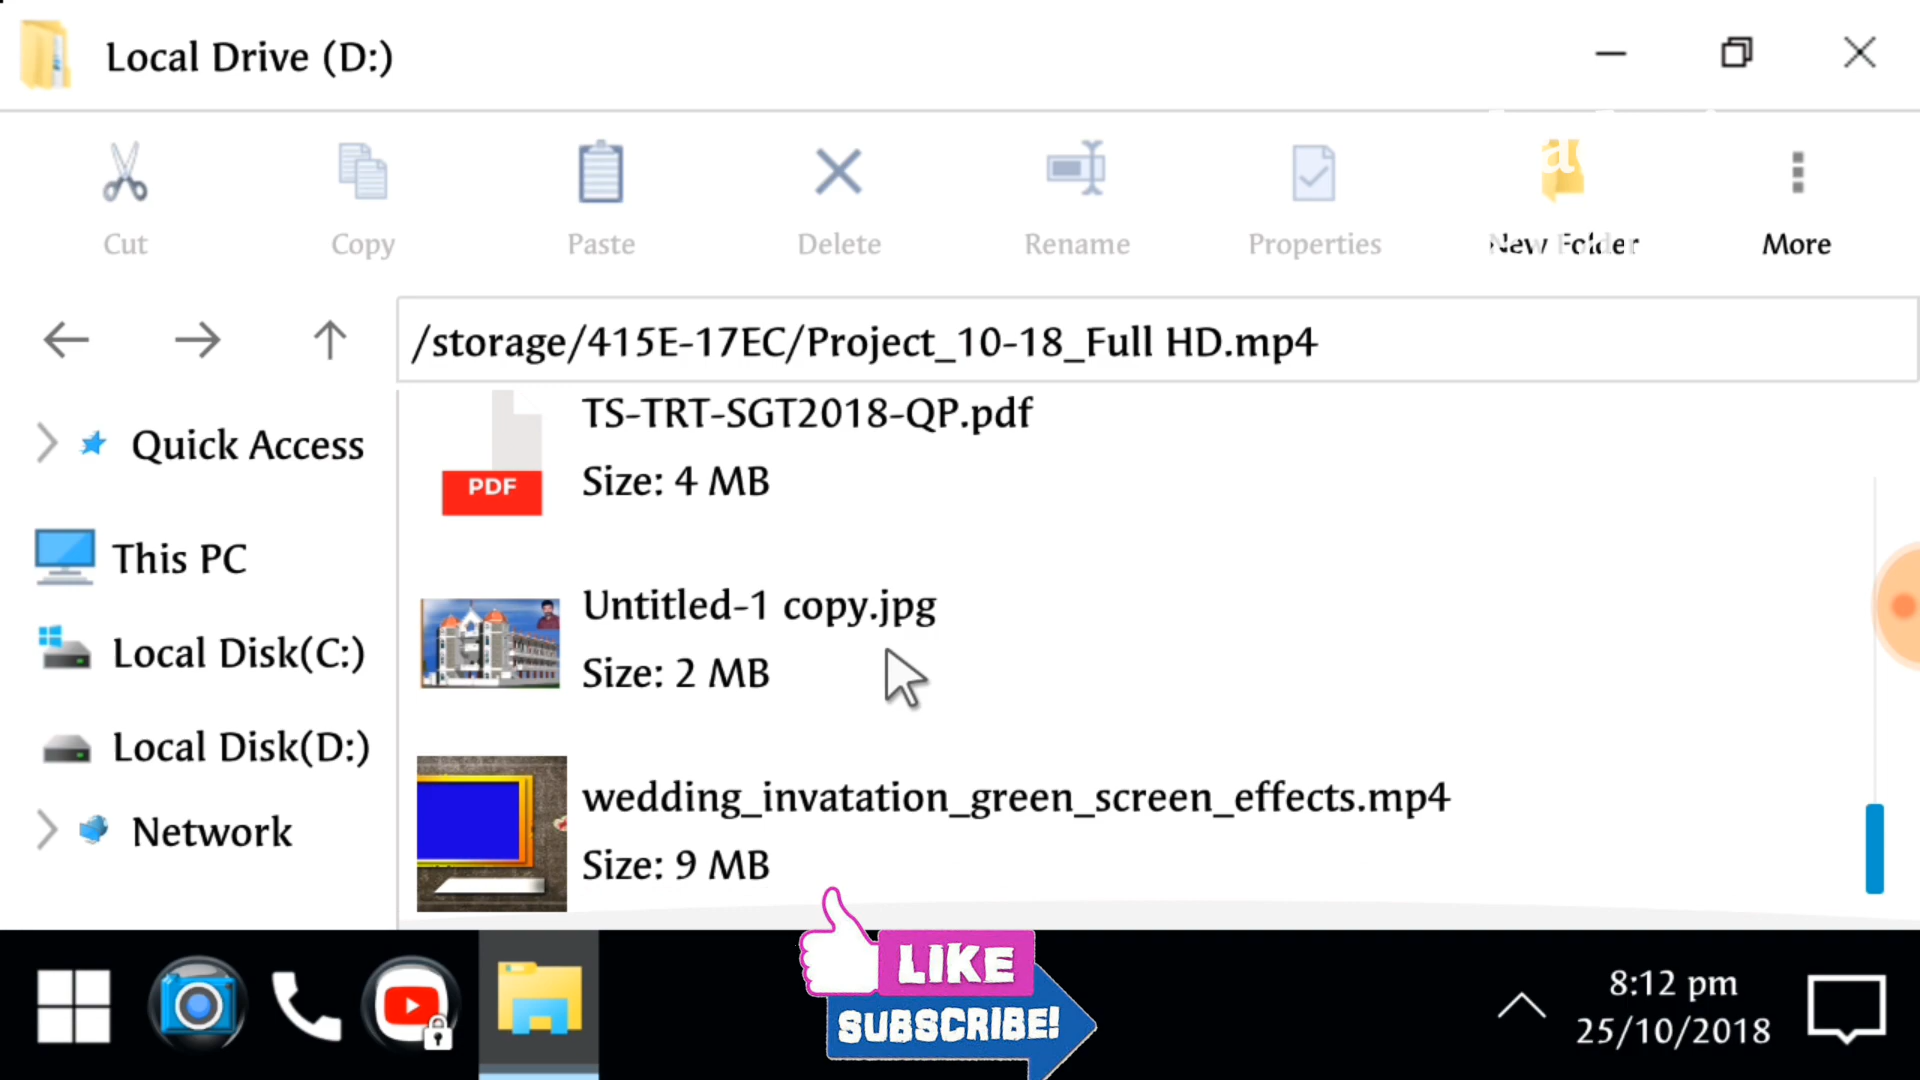 Local Drive (D:)
Cut
Copy
Paste
Delete
Rename
Properties
New Folder
More
/storage/415E-17EC/Project_10-18_Full HD.mp4
Quick Access
This PC
Local Disk(C:)
Local Disk(D:)
Network
TS-TRT-SGT2018-QP.pdf
PDF
Size: 4 MB
Untitled-1 copy.jpg
Size: 2 MB
wedding_invatation_green_screen_effects.mp4
Size: 9 MB
LIKE
SUBSCRIBE!
8:12 pm
25/10/2018